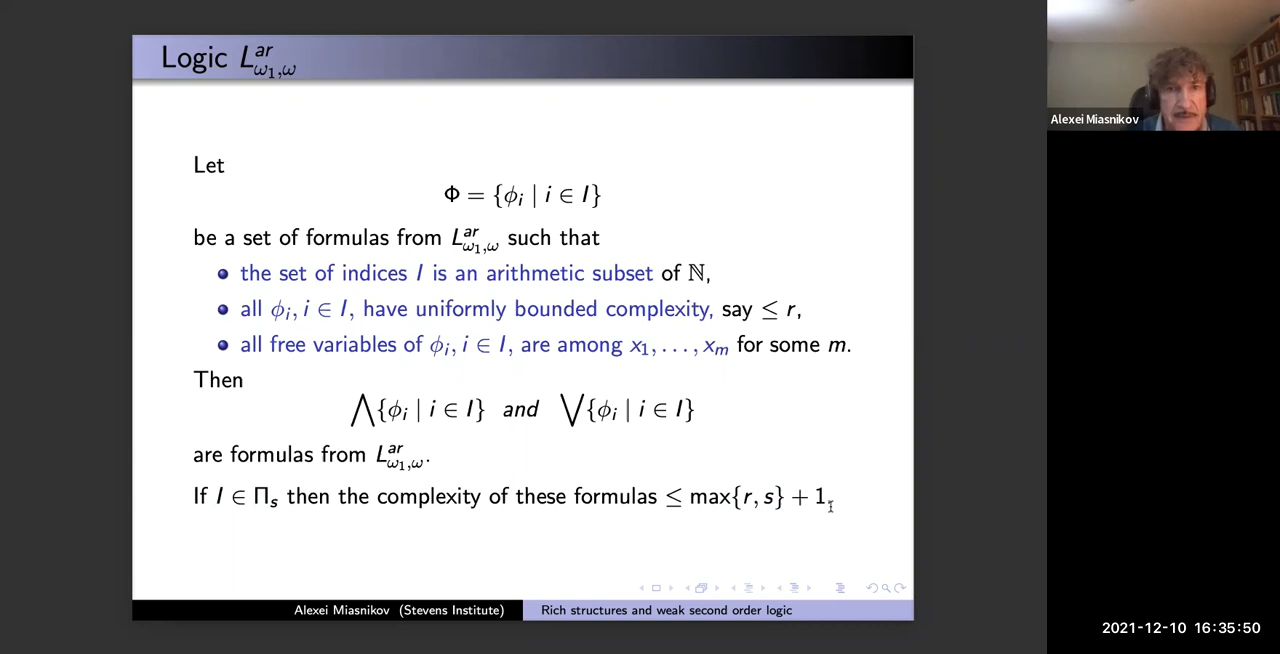 Logic L^{ar}_{ω₁,ω}
Let
Φ = {ϕ_i | i ∈ I}
be a set of formulas from L^{ar}_{ω₁,ω} such that
the set of indices I is an arithmetic subset of ℕ,
all ϕ_i, i ∈ I, have uniformly bounded complexity, say ≤ r,
all free variables of ϕ_i, i ∈ I, are among x₁, . . . , x_m for some m.
Then
⋀{ϕ_i | i ∈ I} and ⋁{ϕ_i | i ∈ I}
are formulas from L^{ar}_{ω₁,ω}.
If I ∈ Π_s then the complexity of these formulas ≤ max{r, s} + 1.
Alexei Miasnikov (Stevens Institute)
Rich structures and weak second order logic
Alexei Miasnikov
2021-12-10 16:35:50